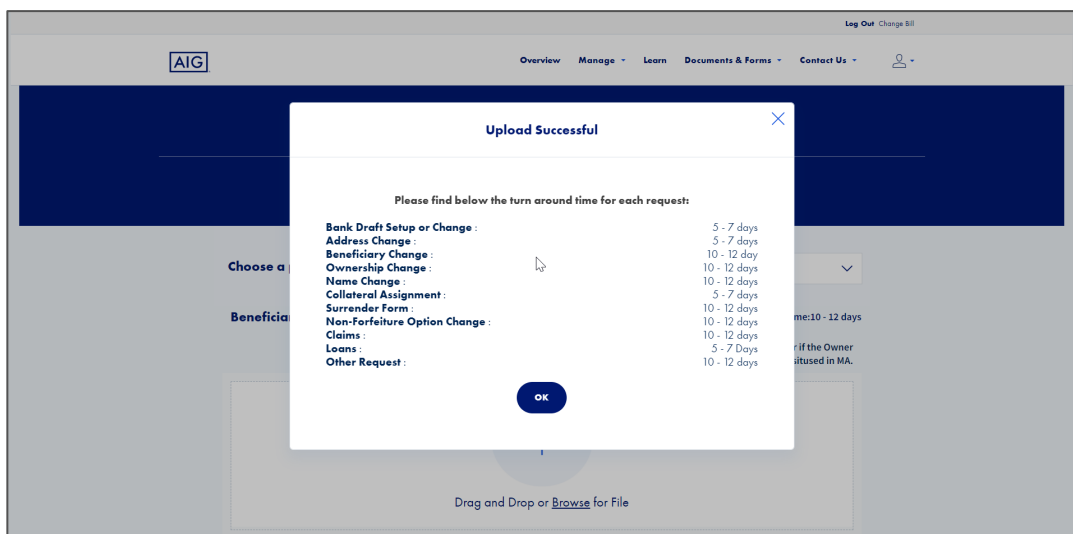 Log Out Change Bill
AIG Overview Manage Learn Documents & Forms Contact Us
Upload Successful
Please find below the turn around time for each request:
Bank Draft Setup or Change : 5 - 7 days
Address Change : 5 - 7 days
Beneficiary Change : 10 - 12 day
Ownership Change : 10 - 12 days
Name Change : 10 - 12 days
Collateral Assignment : 5 - 7 days
Surrender Form : 10 - 12 days
Non-Forfeiture Option Change : 10 - 12 days
Claims : 10 - 12 days
Loans : 5 - 7 Days
Other Request : 10 - 12 days
OK
Choose a
Beneficia me:10 - 12 days
r if the Owner
sitused in MA.
Drag and Drop or Browse for File